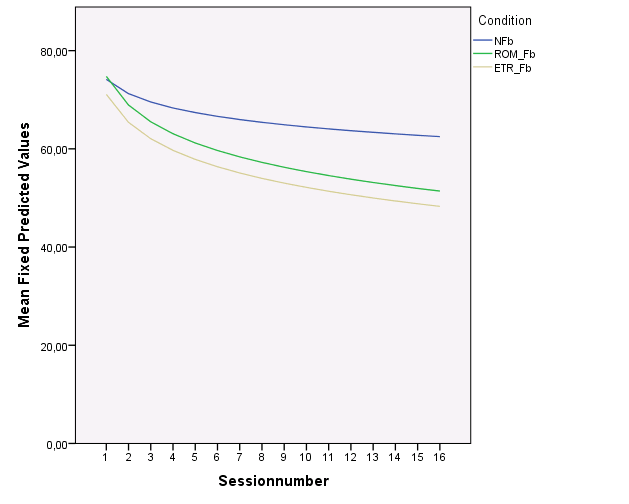 Condition
NFb
ROM_Fb
ETR_Fb
Mean Fixed Predicted Values
80,00
60,00
40,00
20,00
0,00
1 2 3 4 5 6 7 8 9 10 11 12 13 14 15 16
Sessionnumber